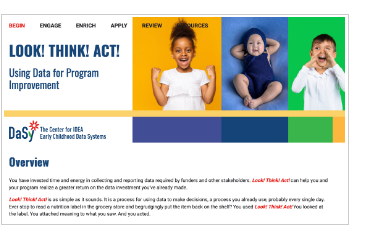 BEGIN ENGAGE ENRICH APPLY REVIEW RESOURCES
LOOK! THINK! ACT!
Using Data for Program
Improvement
DaSy The Center for IDEA
Early Childhood Data Systems
Overview
You have invested time and energy in collecting and reporting data required by funders and other stakeholders. Look! Think! Act! can help you and
your program realize a greater return on the data investment you've already made.
Look! Think! Act! is as simple as it sounds. It is a process for using data to make decisions, a process you already use, probably every single day.
Ever stop to read a nutrition label in the grocery store and begrudgingly put the item back on the shelf? You used Look! Think! Act! You looked at
the label. You attached meaning to what you saw. And you acted.